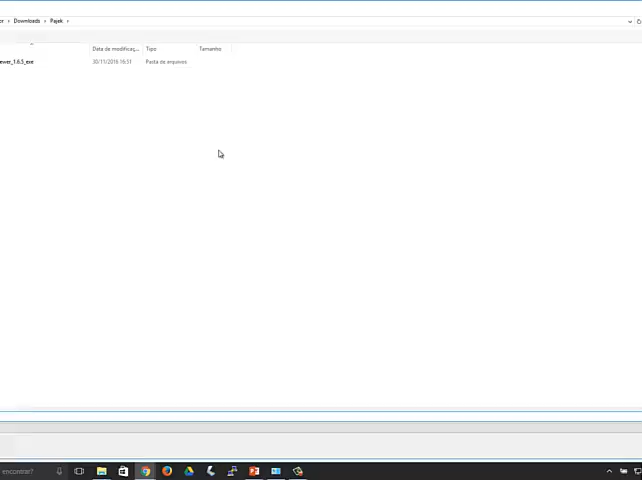 Downloads > Pajek >
Data de modificaç... Tipo Tamanho
ewer_1.6.5_exe 30/11/2016 16:51 Pasta de arquivos
encontrar?